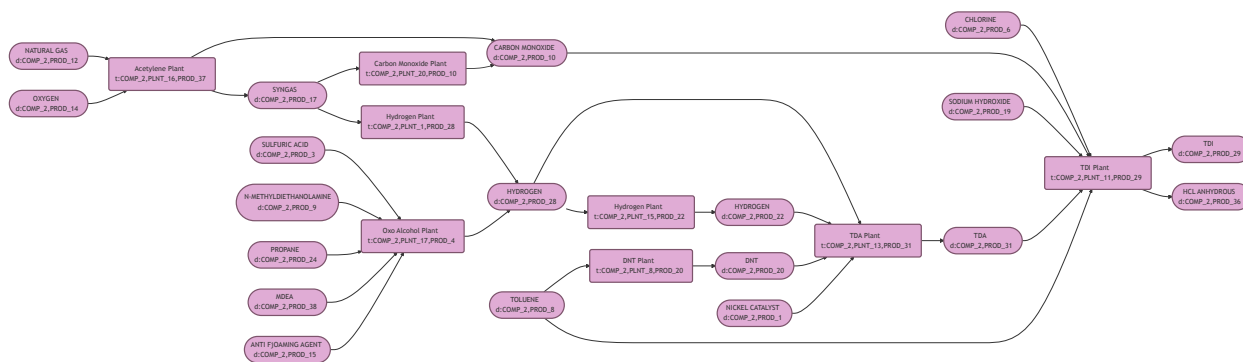 NATURAL GAS
d:COMP_2,PROD_12
OXYGEN
d:COMP_2,PROD_14
Acetylene Plant
t:COMP_2,PLNT_16,PROD_37
SYNGAS
d:COMP_2,PROD_17
Carbon Monoxide Plant
t:COMP_2,PLNT_20,PROD_10
Hydrogen Plant
t:COMP_2,PLNT_1,PROD_28
SULFURIC ACID
d:COMP_2,PROD_3
N-METHYLDIETHANOLAMINE
d:COMP_2,PROD_9
PROPANE
d:COMP_2,PROD_24
MDEA
d:COMP_2,PROD_38
ANTI FJOAMING AGENT
d:COMP_2,PROD_15
Oxo Alcohol Plant
t:COMP_2,PLNT_17,PROD_4
CARBON MONOXIDE
d:COMP_2,PROD_10
HYDROGEN
d:COMP_2,PROD_28
TOLUENE
d:COMP_2,PROD_8
Hydrogen Plant
t:COMP_2,PLNT_15,PROD_22
DNT Plant
t:COMP_2,PLNT_8,PROD_20
HYDROGEN
d:COMP_2,PROD_22
DNT
d:COMP_2,PROD_20
NICKEL CATALYST
d:COMP_2,PROD_1
TDA Plant
t:COMP_2,PLNT_13,PROD_31
CHLORINE
d:COMP_2,PROD_6
SODIUM HYDROXIDE
d:COMP_2,PROD_19
TDA
d:COMP_2,PROD_31
TDI Plant
t:COMP_2,PLNT_11,PROD_29
TDI
d:COMP_2,PROD_29
HCL ANHYDROUS
d:COMP_2,PROD_36